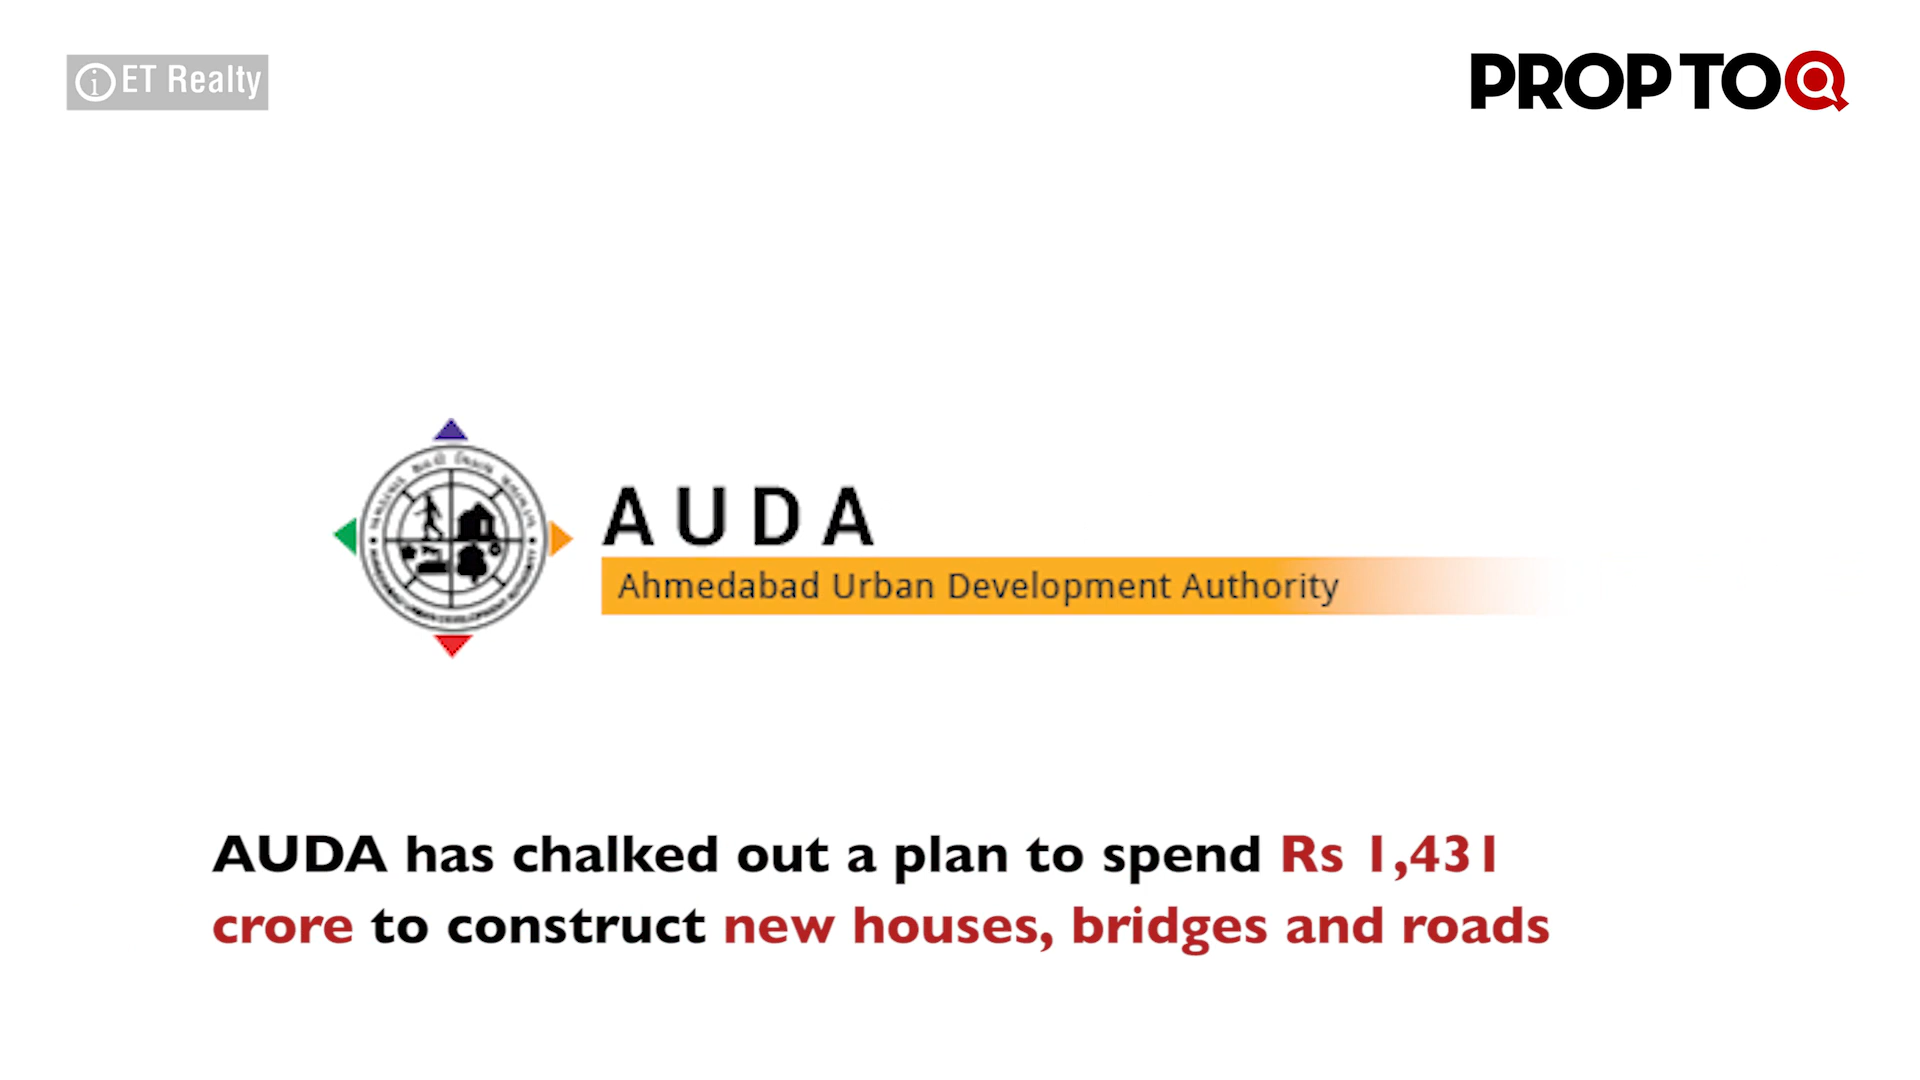 ET Realty
PROPTOQ
AUDA
Ahmedabad Urban Development Authority
AUDA has chalked out a plan to spend Rs 1,431
crore to construct new houses, bridges and roads